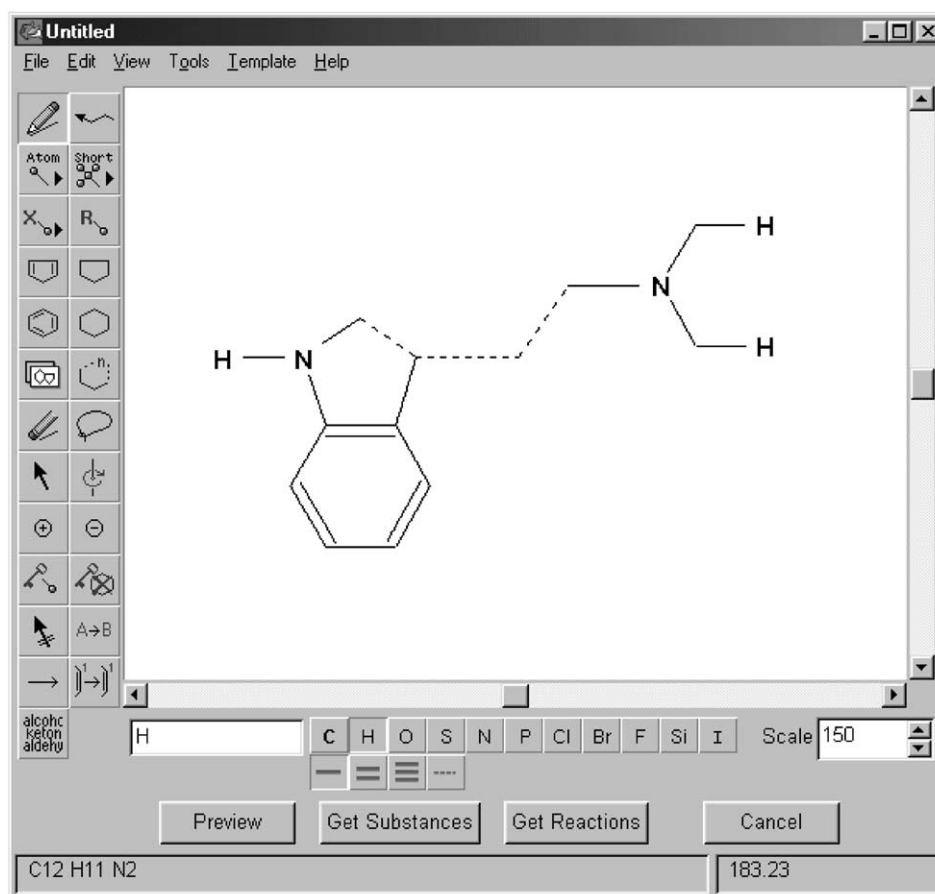 Untitled
File Edit View Tools Template Help
Atom Short
X R
n
A→B
alcohc
keton
aldehy
H
H
N
H N
H
H C H O S N P Cl Br F Si I Scale 150
Preview Get Substances Get Reactions Cancel
C12 H11 N2 183.23